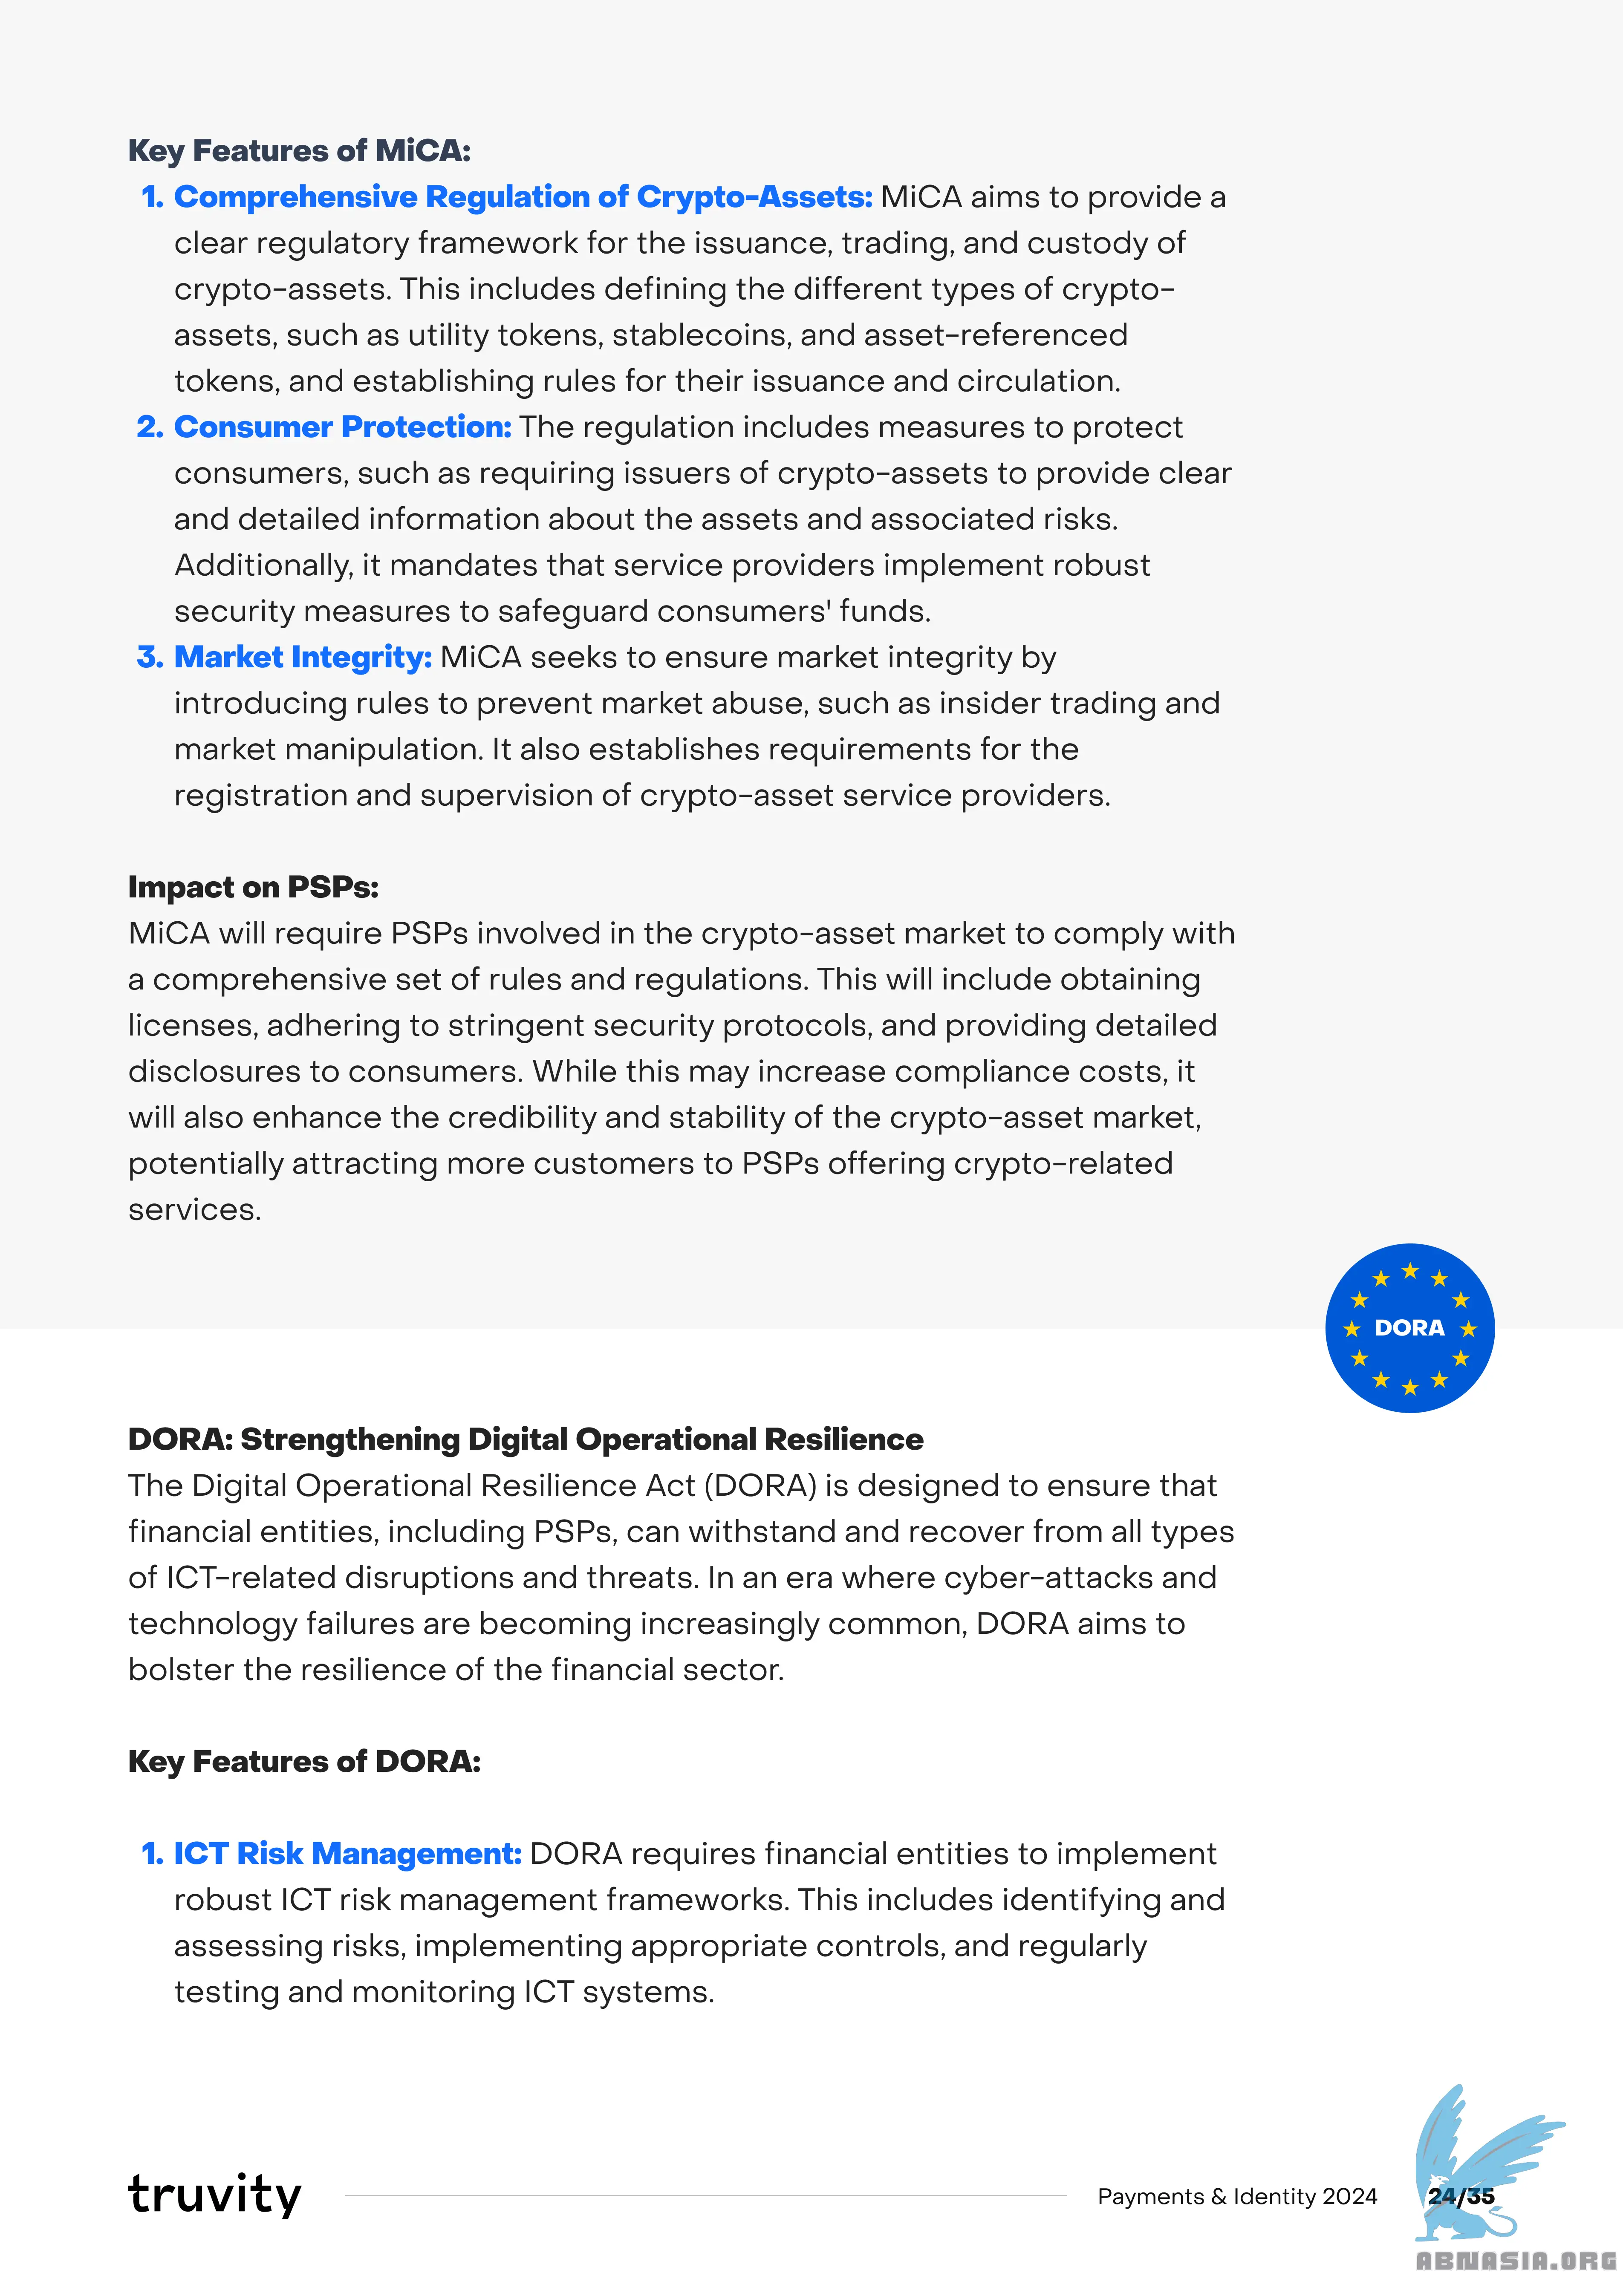 Key Features of MiCA:
1. Comprehensive Regulation of Crypto-Assets: MiCA aims to provide a
clear regulatory framework for the issuance, trading, and custody of
crypto-assets. This includes defining the different types of crypto-
assets, such as utility tokens, stablecoins, and asset-referenced
tokens, and establishing rules for their issuance and circulation.
2. Consumer Protection: The regulation includes measures to protect
consumers, such as requiring issuers of crypto-assets to provide clear
and detailed information about the assets and associated risks.
Additionally, it mandates that service providers implement robust
security measures to safeguard consumers' funds.
3. Market Integrity: MiCA seeks to ensure market integrity by
introducing rules to prevent market abuse, such as insider trading and
market manipulation. It also establishes requirements for the
registration and supervision of crypto-asset service providers.
Impact on PSPs:
MiCA will require PSPs involved in the crypto-asset market to comply with
a comprehensive set of rules and regulations. This will include obtaining
licenses, adhering to stringent security protocols, and providing detailed
disclosures to consumers. While this may increase compliance costs, it
will also enhance the credibility and stability of the crypto-asset market,
potentially attracting more customers to PSPs offering crypto-related
services.
DORA
DORA: Strengthening Digital Operational Resilience
The Digital Operational Resilience Act (DORA) is designed to ensure that
financial entities, including PSPs, can withstand and recover from all types
of ICT-related disruptions and threats. In an era where cyber-attacks and
technology failures are becoming increasingly common, DORA aims to
bolster the resilience of the financial sector.
Key Features of DORA:
1. ICT Risk Management: DORA requires financial entities to implement
robust ICT risk management frameworks. This includes identifying and
assessing risks, implementing appropriate controls, and regularly
testing and monitoring ICT systems.
truvity
Payments & Identity 2024
24/35
ABNASIA.ORG